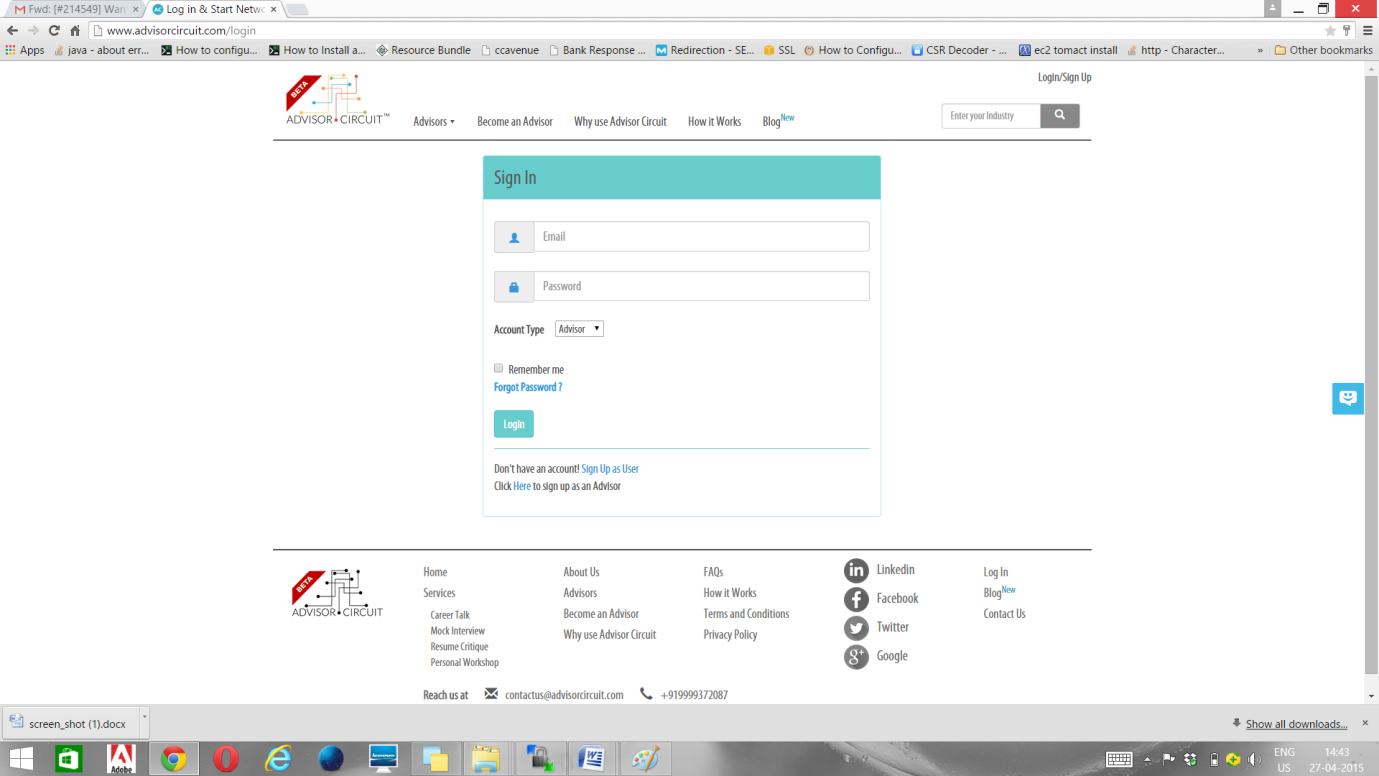 Fwd: [#214549] Wan
Log in & Start Netwo
www.advisorcircuit.com/login
Apps
java - about err...
How to configu...
How to Install a...
Resource Bundle
ccavenue
Bank Response ...
Redirection - SE...
SSL
How to Configu...
CSR Decoder - ...
ec2 tomact install
http - Character...
»
Other bookmarks
Login/Sign Up
BETA
ADVISOR CIRCUIT™
Advisors
Become an Advisor
Why use Advisor Circuit
How it Works
Blog New
Enter your Industry
Sign In
Email
Password
Account Type Advisor
Remember me
Forgot Password ?
Login
Don't have an account! Sign Up as User
Click Here to sign up as an Advisor
BETA
ADVISOR CIRCUIT
Home
Services
Career Talk
Mock Interview
Resume Critique
Personal Workshop
About Us
Advisors
Become an Advisor
Why use Advisor Circuit
FAQs
How it Works
Terms and Conditions
Privacy Policy
Linkedin
Facebook
Twitter
Google
Log In
Blog New
Contact Us
Reach us at contactus@advisorcircuit.com +919999372087
screen_shot (1).docx
Show all downloads...
Adobe
ENG
US
14:43
27-04-2015